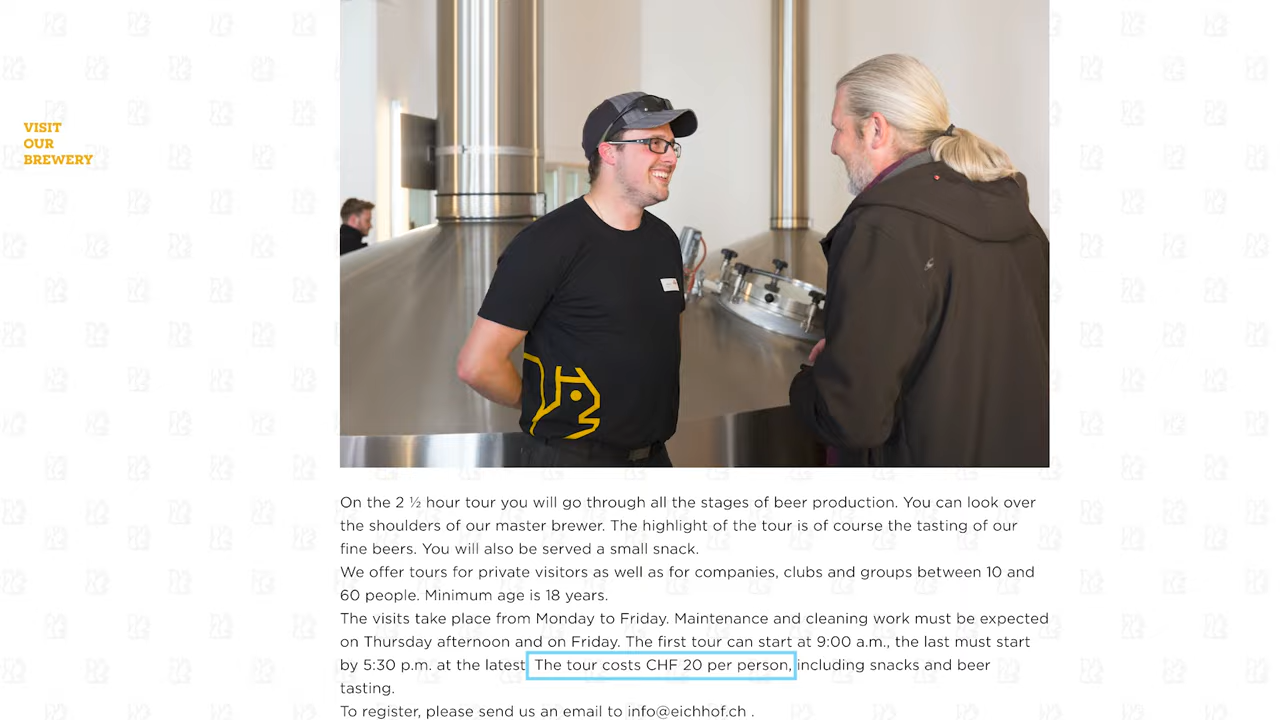 VISIT
OUR
BREWERY
On the 2 ½ hour tour you will go through all the stages of beer production. You can look over
the shoulders of our master brewer. The highlight of the tour is of course the tasting of our
fine beers. You will also be served a small snack.
We offer tours for private visitors as well as for companies, clubs and groups between 10 and
60 people. Minimum age is 18 years.
The visits take place from Monday to Friday. Maintenance and cleaning work must be expected
on Thursday afternoon and on Friday. The first tour can start at 9:00 a.m., the last must start
by 5:30 p.m. at the latest. The tour costs CHF 20 per person, including snacks and beer
tasting.
To register, please send us an email to info@eichhof.ch .